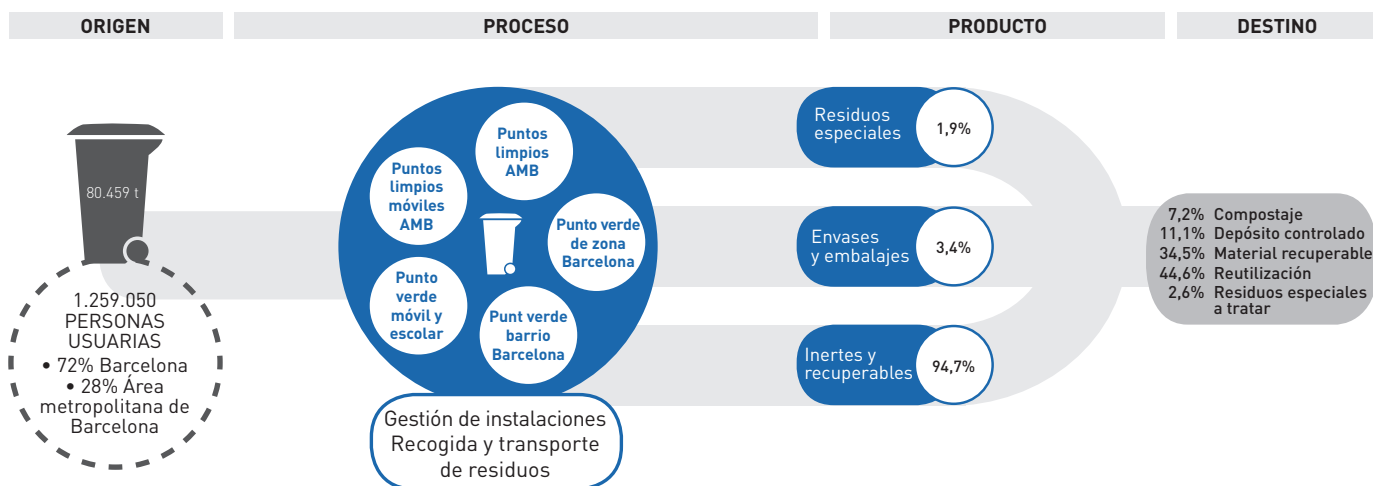 ORIGEN
PROCESO
PRODUCTO
DESTINO
80.459 t
1.259.050
PERSONAS
USUARIAS
• 72% Barcelona
• 28% Área
metropolitana de
Barcelona
Puntos
limpios
AMB
Puntos
limpios
móviles
AMB
Punto verde
de zona
Barcelona
Punto
verde
móvil y
escolar
Punt verde
barrio
Barcelona
Gestión de instalaciones
Recogida y transporte
de residuos
Residuos
especiales
1,9%
Envases
y embalajes
3,4%
Inertes y
recuperables
94,7%
7,2% Compostaje
11,1% Depósito controlado
34,5% Material recuperable
44,6% Reutilización
2,6% Residuos especiales
a tratar